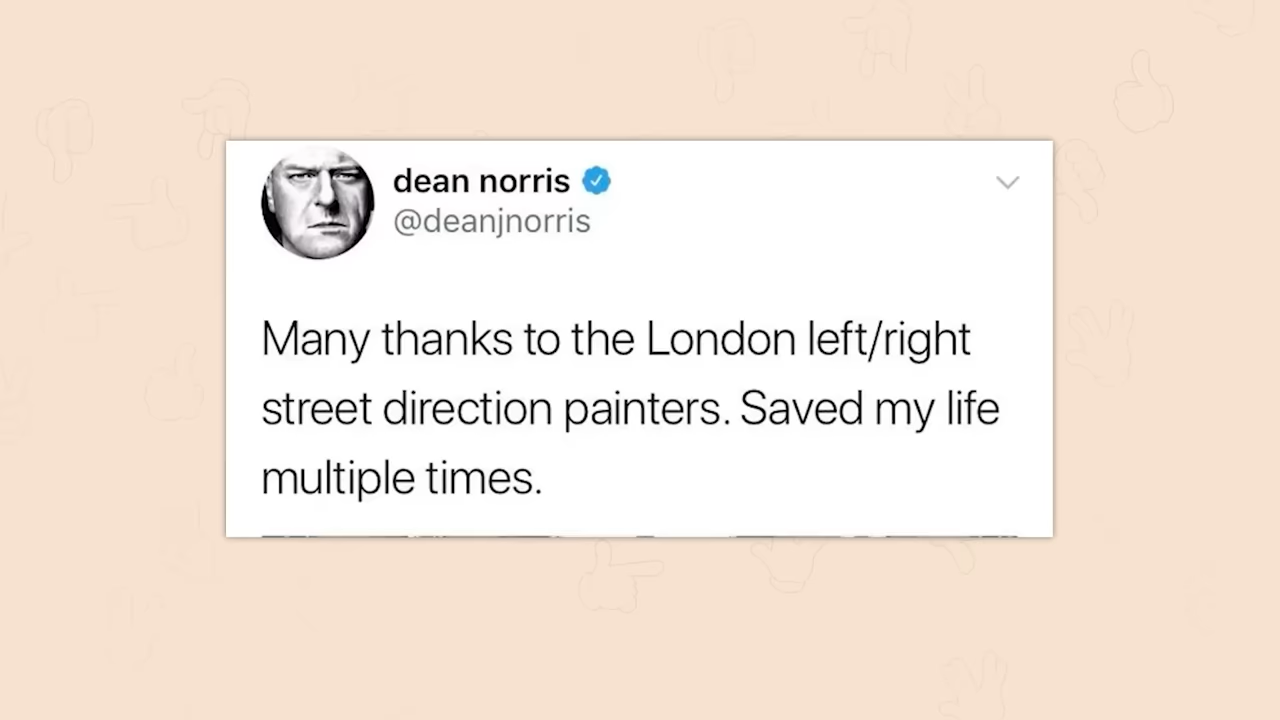 dean norris
@deanjnorris
Many thanks to the London left/right
street direction painters. Saved my life
multiple times.